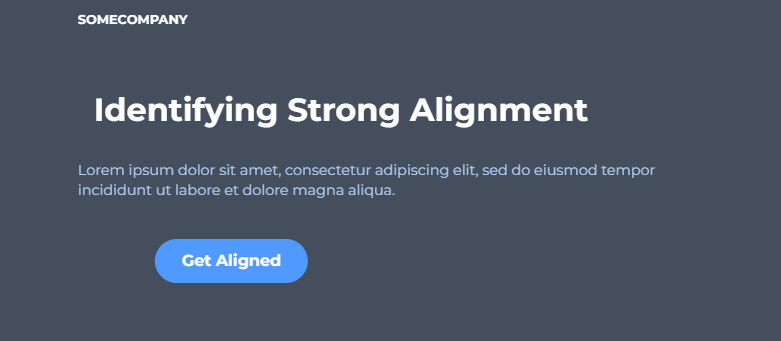 SOMECOMPANY
Identifying Strong Alignment
Lorem ipsum dolor sit amet, consectetur adipiscing elit, sed do eiusmod tempor
incididunt ut labore et dolore magna aliqua.
Get Aligned